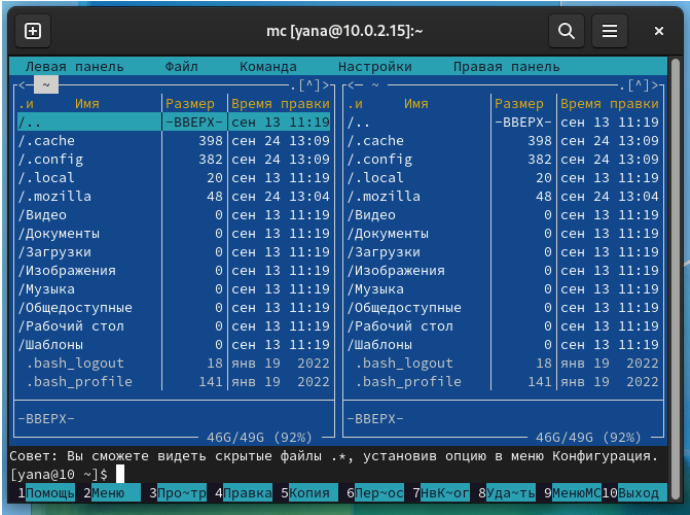 mc [yana@10.0.2.15]:~
Левая панель Файл Команда Настройки Правая панель
<─ ~ .[^]> <─ ~ .[^]>
.и Имя Размер Время правки .и Имя Размер Время правки
/.. -ВВЕРХ- сен 13 11:19 /.. -ВВЕРХ- сен 13 11:19
/.cache 398 сен 24 13:09 /.cache 398 сен 24 13:09
/.config 382 сен 24 13:09 /.config 382 сен 24 13:09
/.local 20 сен 13 11:19 /.local 20 сен 13 11:19
/.mozilla 48 сен 24 13:04 /.mozilla 48 сен 24 13:04
/Видео 0 сен 13 11:19 /Видео 0 сен 13 11:19
/Документы 0 сен 13 11:19 /Документы 0 сен 13 11:19
/Загрузки 0 сен 13 11:19 /Загрузки 0 сен 13 11:19
/Изображения 0 сен 13 11:19 /Изображения 0 сен 13 11:19
/Музыка 0 сен 13 11:19 /Музыка 0 сен 13 11:19
/Общедоступные 0 сен 13 11:19 /Общедоступные 0 сен 13 11:19
/Рабочий стол 0 сен 13 11:19 /Рабочий стол 0 сен 13 11:19
/Шаблоны 0 сен 13 11:19 /Шаблоны 0 сен 13 11:19
.bash_logout 18 янв 19 2022 .bash_logout 18 янв 19 2022
.bash_profile 141 янв 19 2022 .bash_profile 141 янв 19 2022
-ВВЕРХ- -ВВЕРХ-
46G/49G (92%) 46G/49G (92%)
Совет: Вы сможете видеть скрытые файлы .*, установив опцию в меню Конфигурация.
[yana@10 ~]$
1Помощь 2Меню 3Про~тр 4Правка 5Копия 6Пер~ос 7НвК~ог 8Уда~ть 9МенюMC10Выход